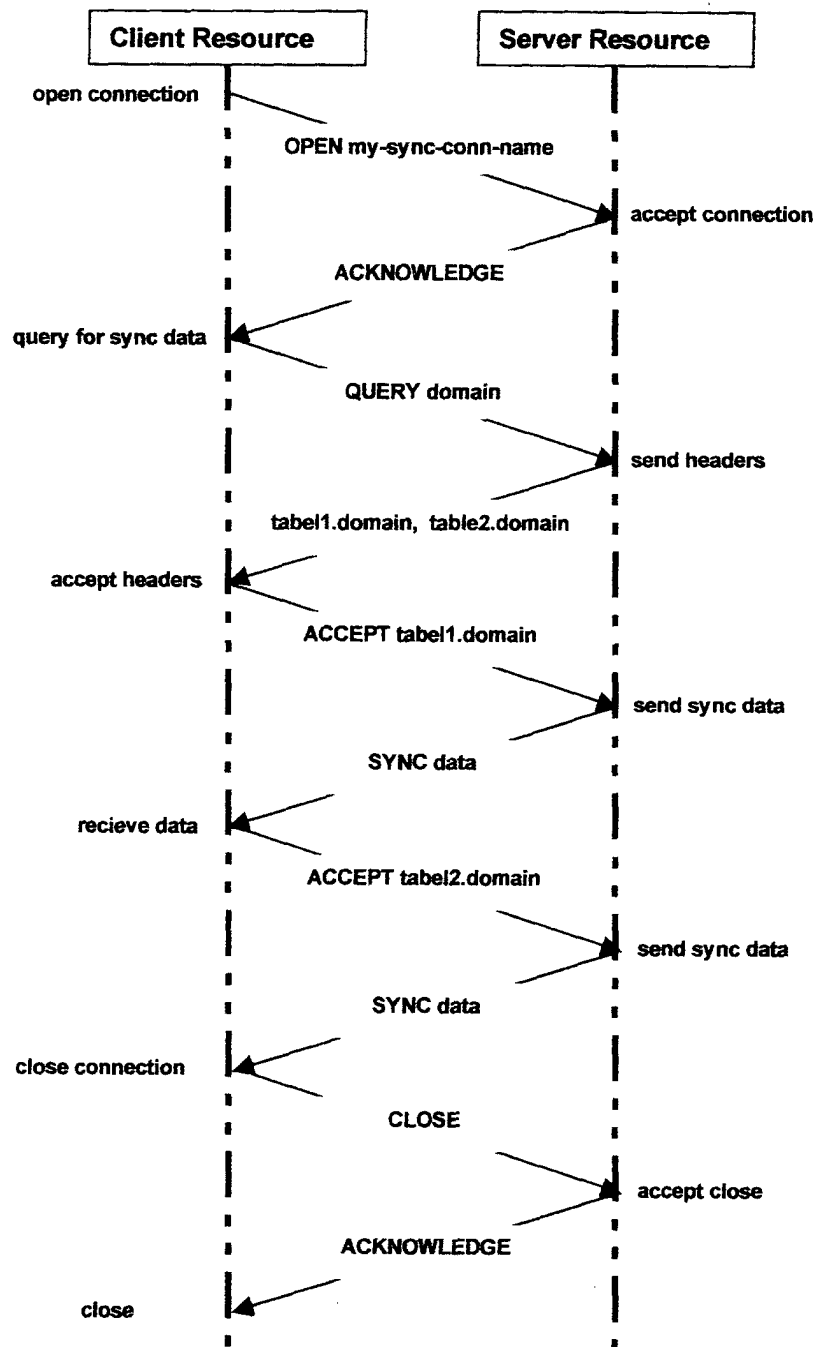 Client Resource
Server Resource
open connection
OPEN my-sync-conn-name
accept connection
ACKNOWLEDGE
query for sync data
QUERY domain
send headers
tabel1.domain, table2.domain
accept headers
ACCEPT tabel1.domain
send sync data
SYNC data
recieve data
ACCEPT tabel2.domain
send sync data
SYNC data
close connection
CLOSE
accept close
ACKNOWLEDGE
close